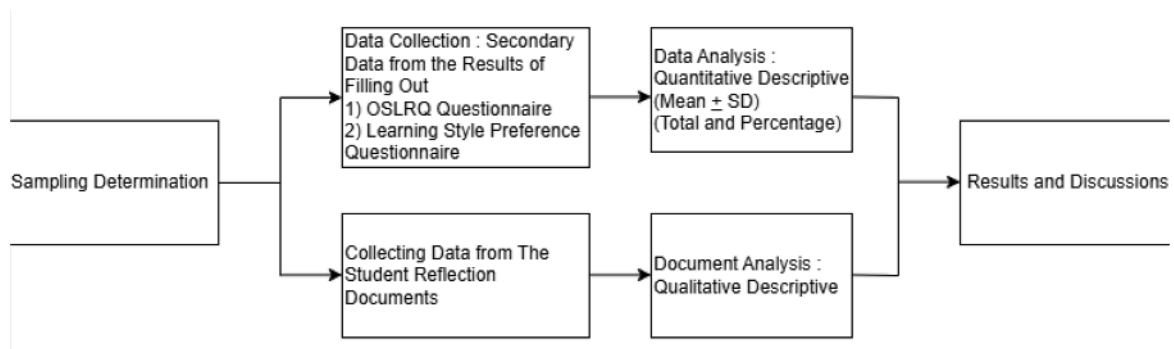 Sampling Determination
Data Collection : Secondary
Data from the Results of
Filling Out
1) OSLRQ Questionnaire
2) Learning Style Preference
Questionnaire
Data Analysis :
Quantitative Descriptive
(Mean ± SD)
(Total and Percentage)
Collecting Data from The
Student Reflection
Documents
Document Analysis :
Qualitative Descriptive
Results and Discussions